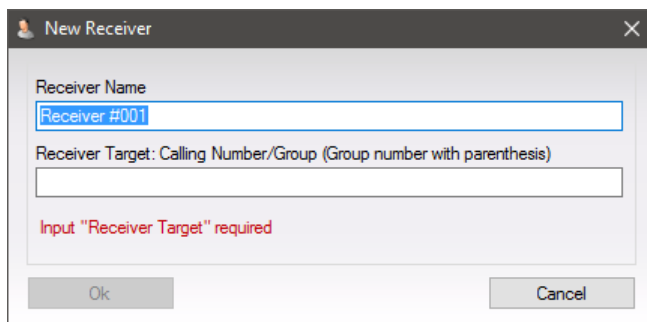 New Receiver
Receiver Name
Receiver #001
Receiver Target: Calling Number/Group (Group number with parenthesis)
Input "Receiver Target" required
Ok
Cancel